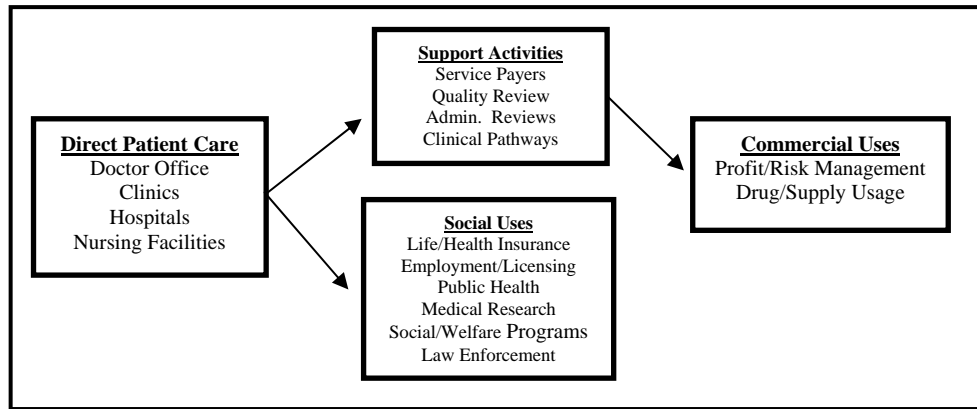 Direct Patient Care
Doctor Office
Clinics
Hospitals
Nursing Facilities
Support Activities
Service Payers
Quality Review
Admin. Reviews
Clinical Pathways
Social Uses
Life/Health Insurance
Employment/Licensing
Public Health
Medical Research
Social/Welfare Programs
Law Enforcement
Commercial Uses
Profit/Risk Management
Drug/Supply Usage